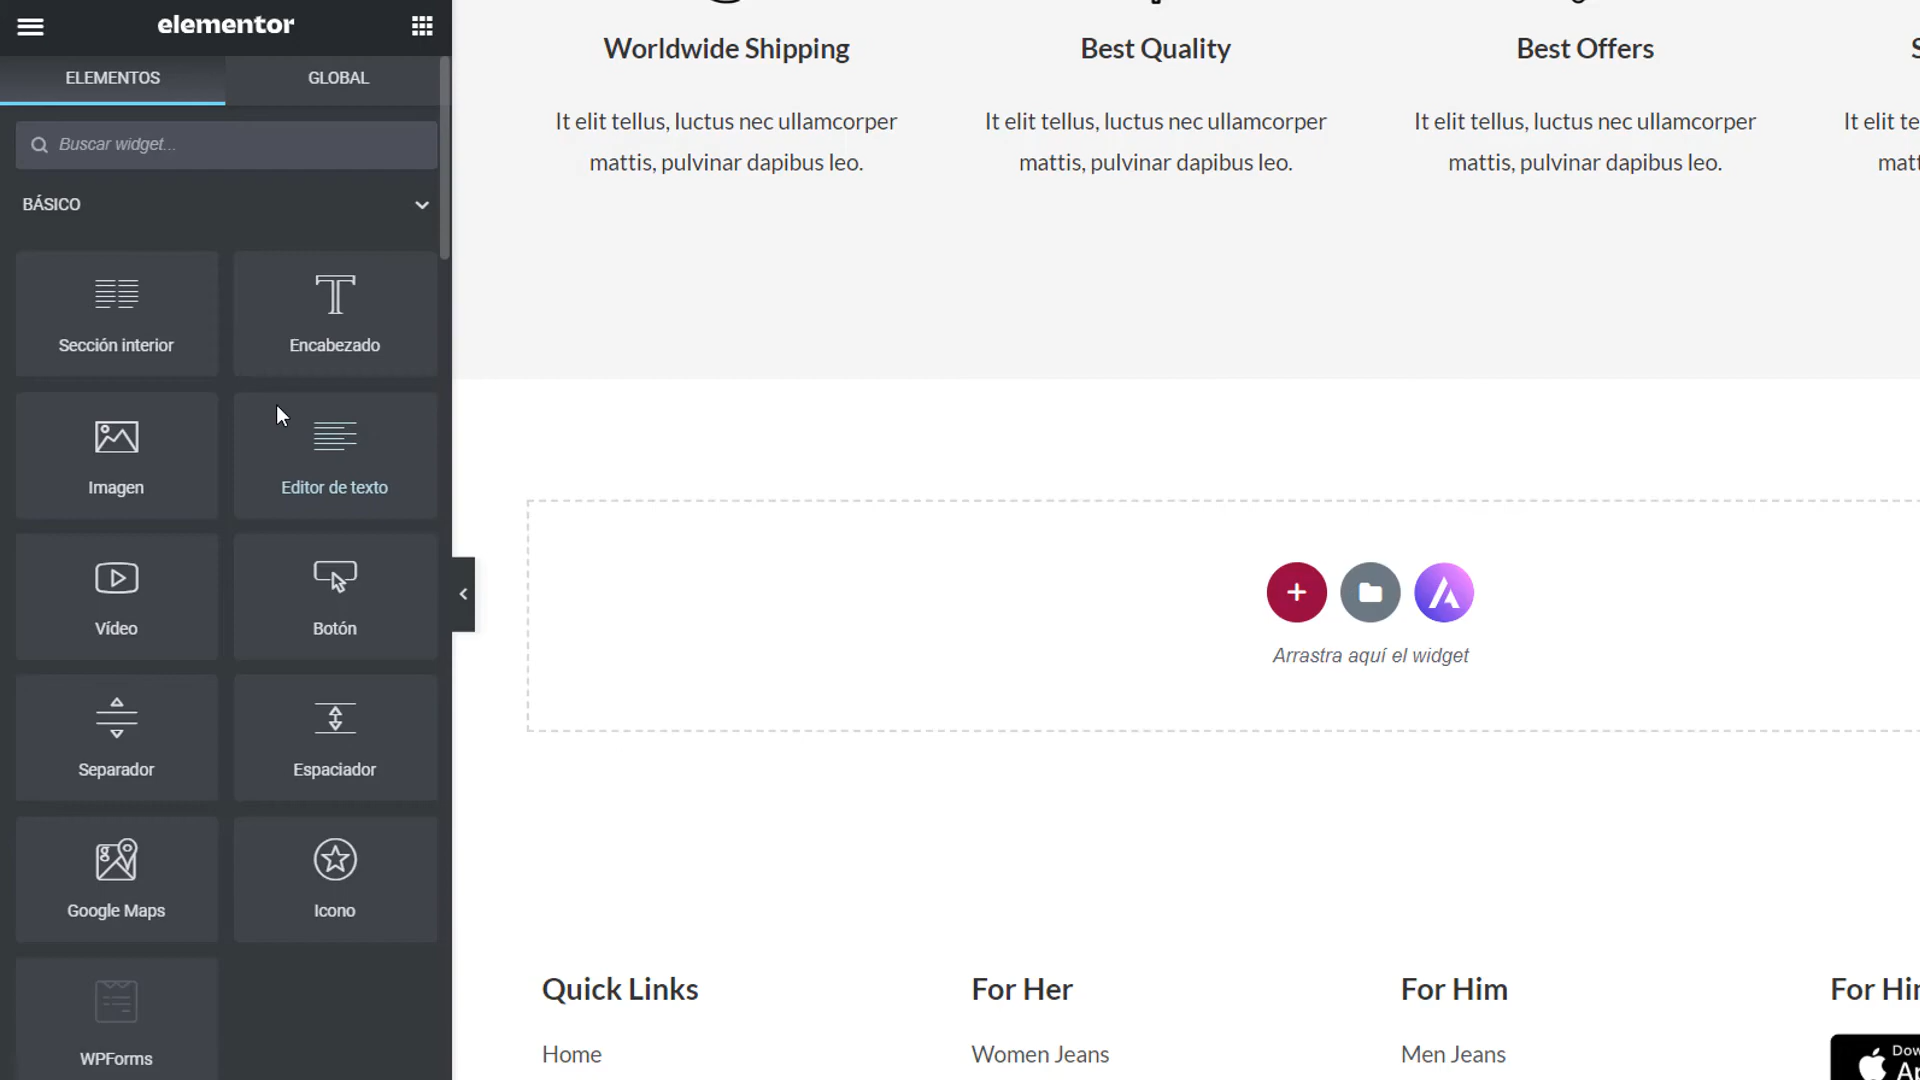 elementor
ELEMENTOS
GLOBAL
Buscar widget...
BÁSICO
Sección interior
Encabezado
Imagen
Editor de texto
Vídeo
Botón
Separador
Espaciador
Google Maps
Icono
WPForms
Worldwide Shipping
It elit tellus, luctus nec ullamcorper
mattis, pulvinar dapibus leo.
Best Quality
It elit tellus, luctus nec ullamcorper
mattis, pulvinar dapibus leo.
Best Offers
It elit tellus, luctus nec ullamcorper
mattis, pulvinar dapibus leo.
It elit
Arrastra aquí el widget
Quick Links
Home
For Her
Women Jeans
For Him
Men Jeans
For